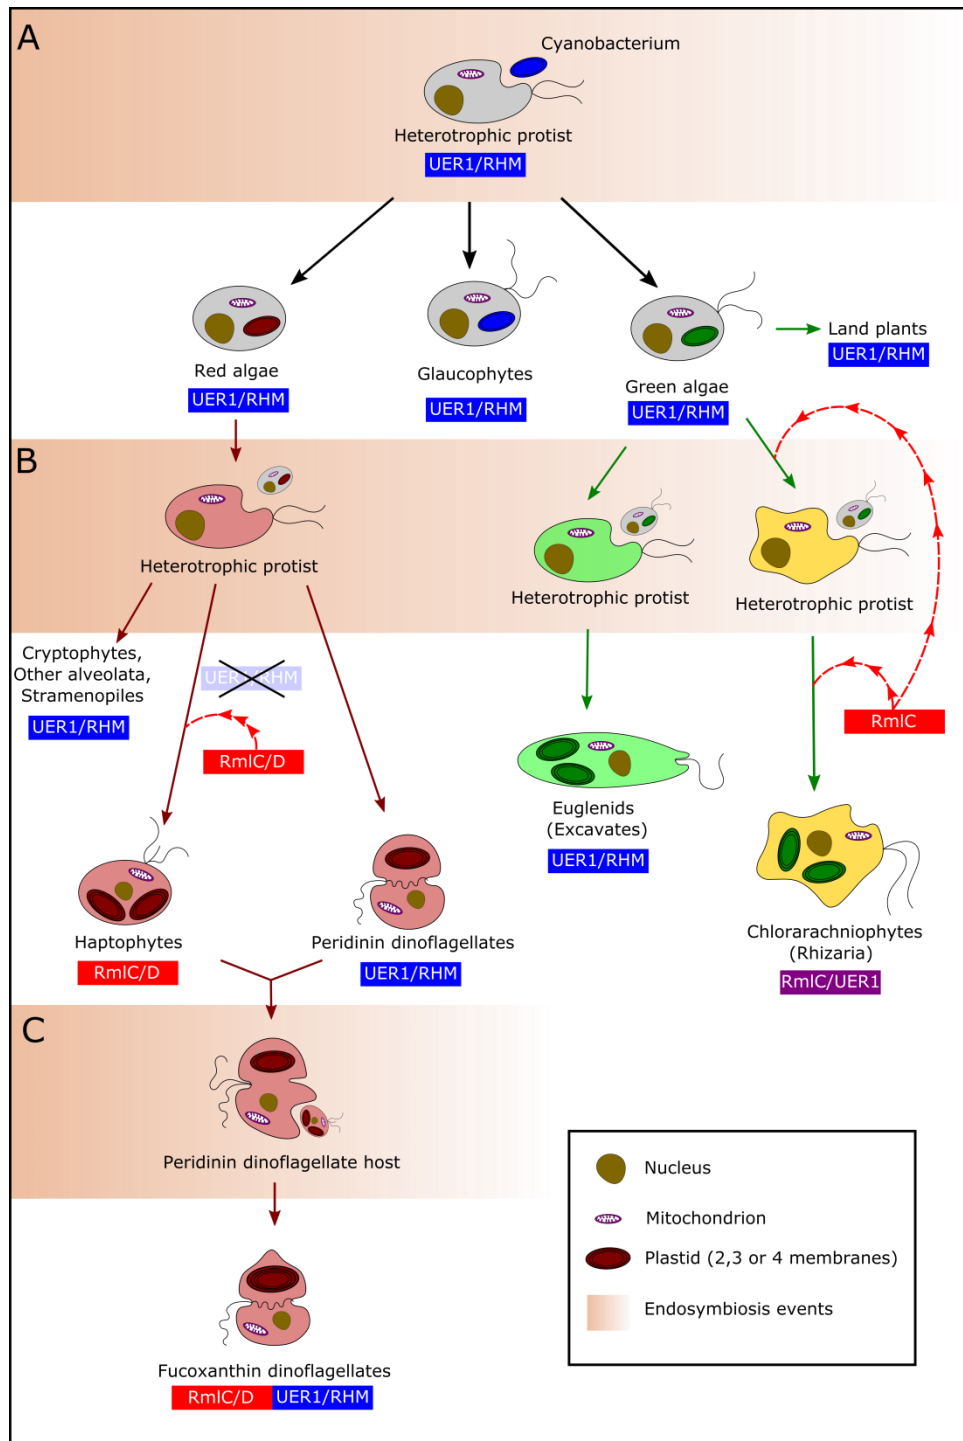 A
Cyanobacterium
Heterotrophic protist
UER1/RHM
Red algae
UER1/RHM
Glaucophytes
UER1/RHM
Green algae
UER1/RHM
Land plants
UER1/RHM
B
Heterotrophic protist
Heterotrophic protist
Heterotrophic protist
Cryptophytes,
Other alveolata,
Stramenopiles
UER1/RHM
UER1/RHM
RmlC/D
RmlC
Euglenids
(Excavates)
UER1/RHM
Haptophytes
RmlC/D
Peridinin dinoflagellates
UER1/RHM
Chlorarachniophytes
(Rhizaria)
RmlC/UER1
C
Peridinin dinoflagellate host
Fucoxanthin dinoflagellates
RmlC/D UER1/RHM
Nucleus
Mitochondrion
Plastid (2,3 or 4 membranes)
Endosymbiosis events